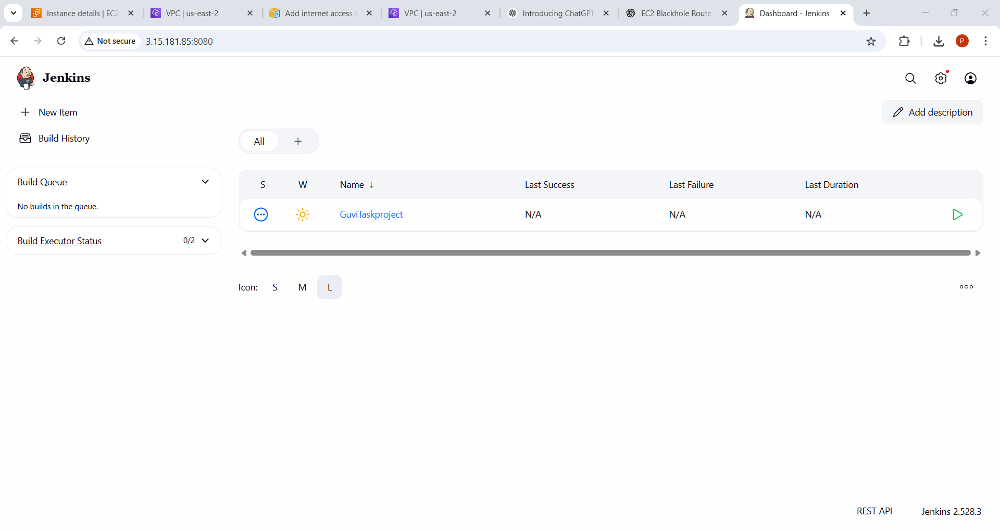 Instance details | EC2
VPC | us-east-2
Add internet access t
VPC | us-east-2
Introducing ChatGPT
EC2 Blackhole Route
Dashboard - Jenkins
Not secure
3.15.181.85:8080
P
Jenkins
New Item
Add description
Build History
All
Build Queue
No builds in the queue.
Build Executor Status 0/2
S W Name ↓ Last Success Last Failure Last Duration
GuviTaskproject N/A N/A N/A
Icon: S M L
REST API Jenkins 2.528.3